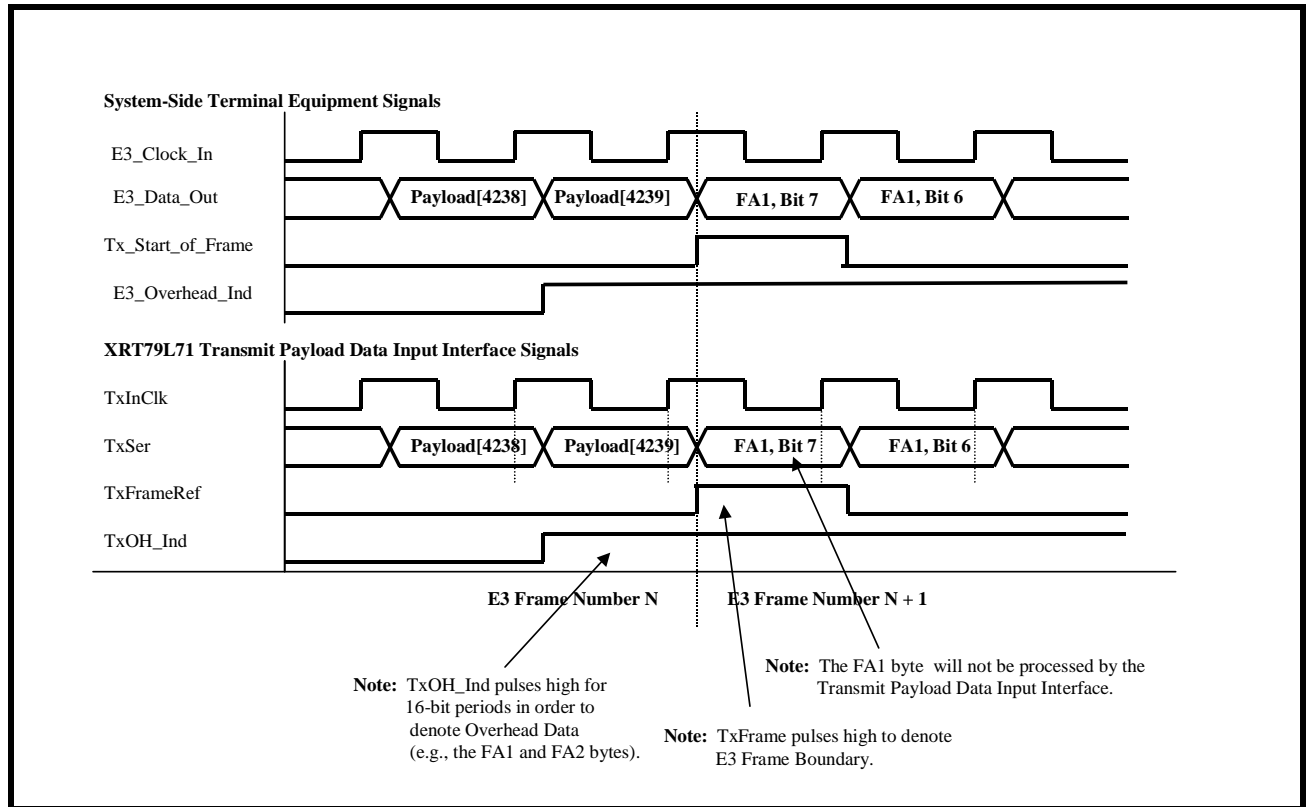 System-Side Terminal Equipment Signals
E3_Clock_In
E3_Data_Out
Payload[4238]
Payload[4239]
FA1, Bit 7
FA1, Bit 6
Tx_Start_of_Frame
E3_Overhead_Ind
XRT79L71 Transmit Payload Data Input Interface Signals
TxInClk
TxSer
Payload[4238]
Payload[4239]
FA1, Bit 7
FA1, Bit 6
TxFrameRef
TxOH_Ind
E3 Frame Number N
E3 Frame Number N + 1
Note: The FA1 byte will not be processed by the
Transmit Payload Data Input Interface.
Note: TxOH_Ind pulses high for
16-bit periods in order to
denote Overhead Data
(e.g., the FA1 and FA2 bytes).
Note: TxFrame pulses high to denote
E3 Frame Boundary.